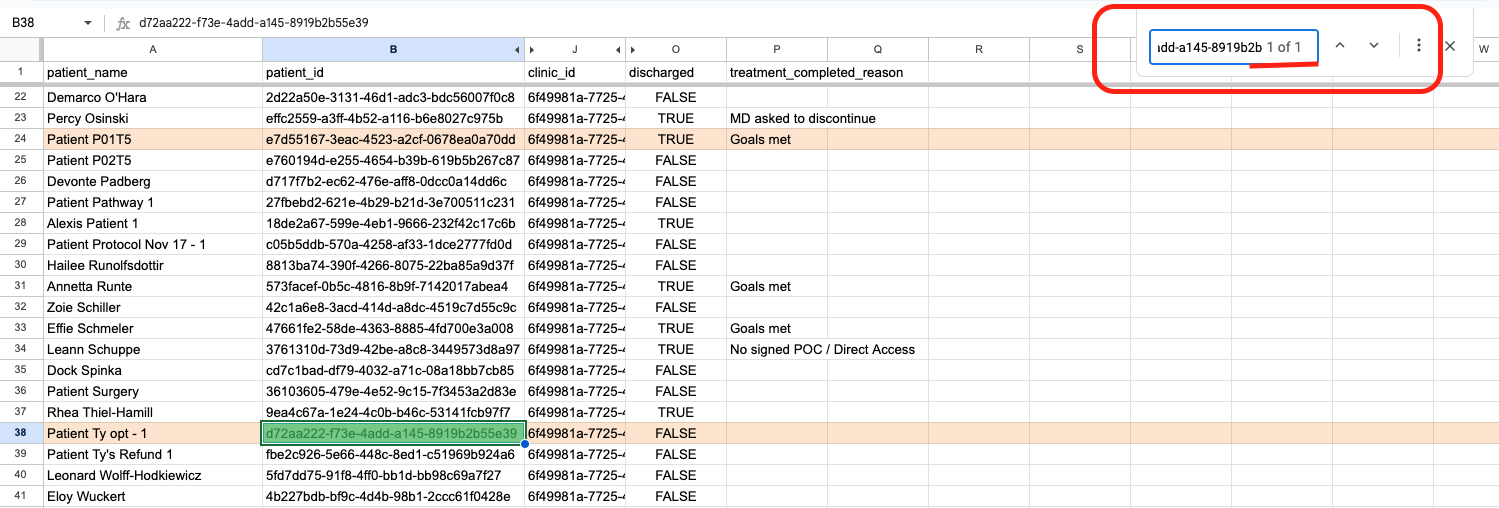 B38 fx d72aa222-f73e-4add-a145-8919b2b55e39
add-a145-8919b2b 1 of 1
A B J O P Q R S W
1 patient_name patient_id clinic_id discharged treatment_completed_reason
22 Demarco O'Hara 2d22a50e-3131-46d1-adc3-bdc56007f0c8 6f49981a-7725-4 FALSE
23 Percy Osinski effc2559-a3ff-4b52-a116-b6e8027c975b 6f49981a-7725-4 TRUE MD asked to discontinue
24 Patient P01T5 e7d55167-3eac-4523-a2cf-0678ea0a70dd 6f49981a-7725-4 TRUE Goals met
25 Patient P02T5 e760194d-e255-4654-b39b-619b5b267c87 6f49981a-7725-4 FALSE
26 Devonte Padberg d717f7b2-ec62-476e-aff8-0dcc0a14dd6c 6f49981a-7725-4 FALSE
27 Patient Pathway 1 27fbebd2-621e-4b29-b21d-3e700511c231 6f49981a-7725-4 FALSE
28 Alexis Patient 1 18de2a67-599e-4eb1-9666-232f42c17c6b 6f49981a-7725-4 TRUE
29 Patient Protocol Nov 17 - 1 c05b5ddb-570a-4258-af33-1dce2777fd0d 6f49981a-7725-4 FALSE
30 Hailee Runolfsdottir 8813ba74-390f-4266-8075-22ba85a9d37f 6f49981a-7725-4 FALSE
31 Annetta Runte 573facef-0b5c-4816-8b9f-7142017abea4 6f49981a-7725-4 TRUE Goals met
32 Zoie Schiller 42c1a6e8-3acd-414d-a8dc-4519c7d55c9c 6f49981a-7725-4 FALSE
33 Effie Schmeler 47661fe2-58de-4363-8885-4fd700e3a008 6f49981a-7725-4 TRUE Goals met
34 Leann Schuppe 3761310d-73d9-42be-a8c8-3449573d8a97 6f49981a-7725-4 TRUE No signed POC / Direct Access
35 Dock Spinka cd7c1bad-df79-4032-a71c-08a18bb7cb85 6f49981a-7725-4 FALSE
36 Patient Surgery 36103605-479e-4e52-9c15-7f3453a2d83e 6f49981a-7725-4 FALSE
37 Rhea Thiel-Hamill 9ea4c67a-1e24-4c0b-b46c-53141fcb97f7 6f49981a-7725-4 TRUE
38 Patient Ty opt - 1 d72aa222-f73e-4add-a145-8919b2b55e39 6f49981a-7725-4 FALSE
39 Patient Ty's Refund 1 fbe2c926-5e66-448c-8ed1-c51969b924a6 6f49981a-7725-4 FALSE
40 Leonard Wolff-Hodkiewicz 5fd7dd75-91f8-4ff0-bb1d-bb98c69a7f27 6f49981a-7725-4 FALSE
41 Eloy Wuckert 4b227bdb-bf9c-4d4b-98b1-2ccc61f0428e 6f49981a-7725-4 FALSE